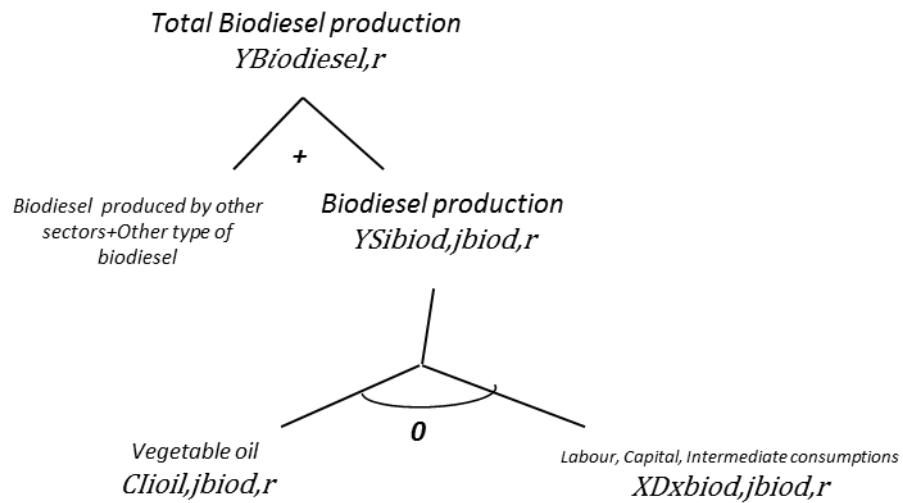 Total Biodiesel production
YBiodiesel,r
+
Biodiesel produced by other
sectors+Other type of
biodiesel
Biodiesel production
YSibiod,jbiod,r
0
Vegetable oil
CIioil,jbiod,r
Labour, Capital, Intermediate consumptions
XDxbiod,jbiod,r